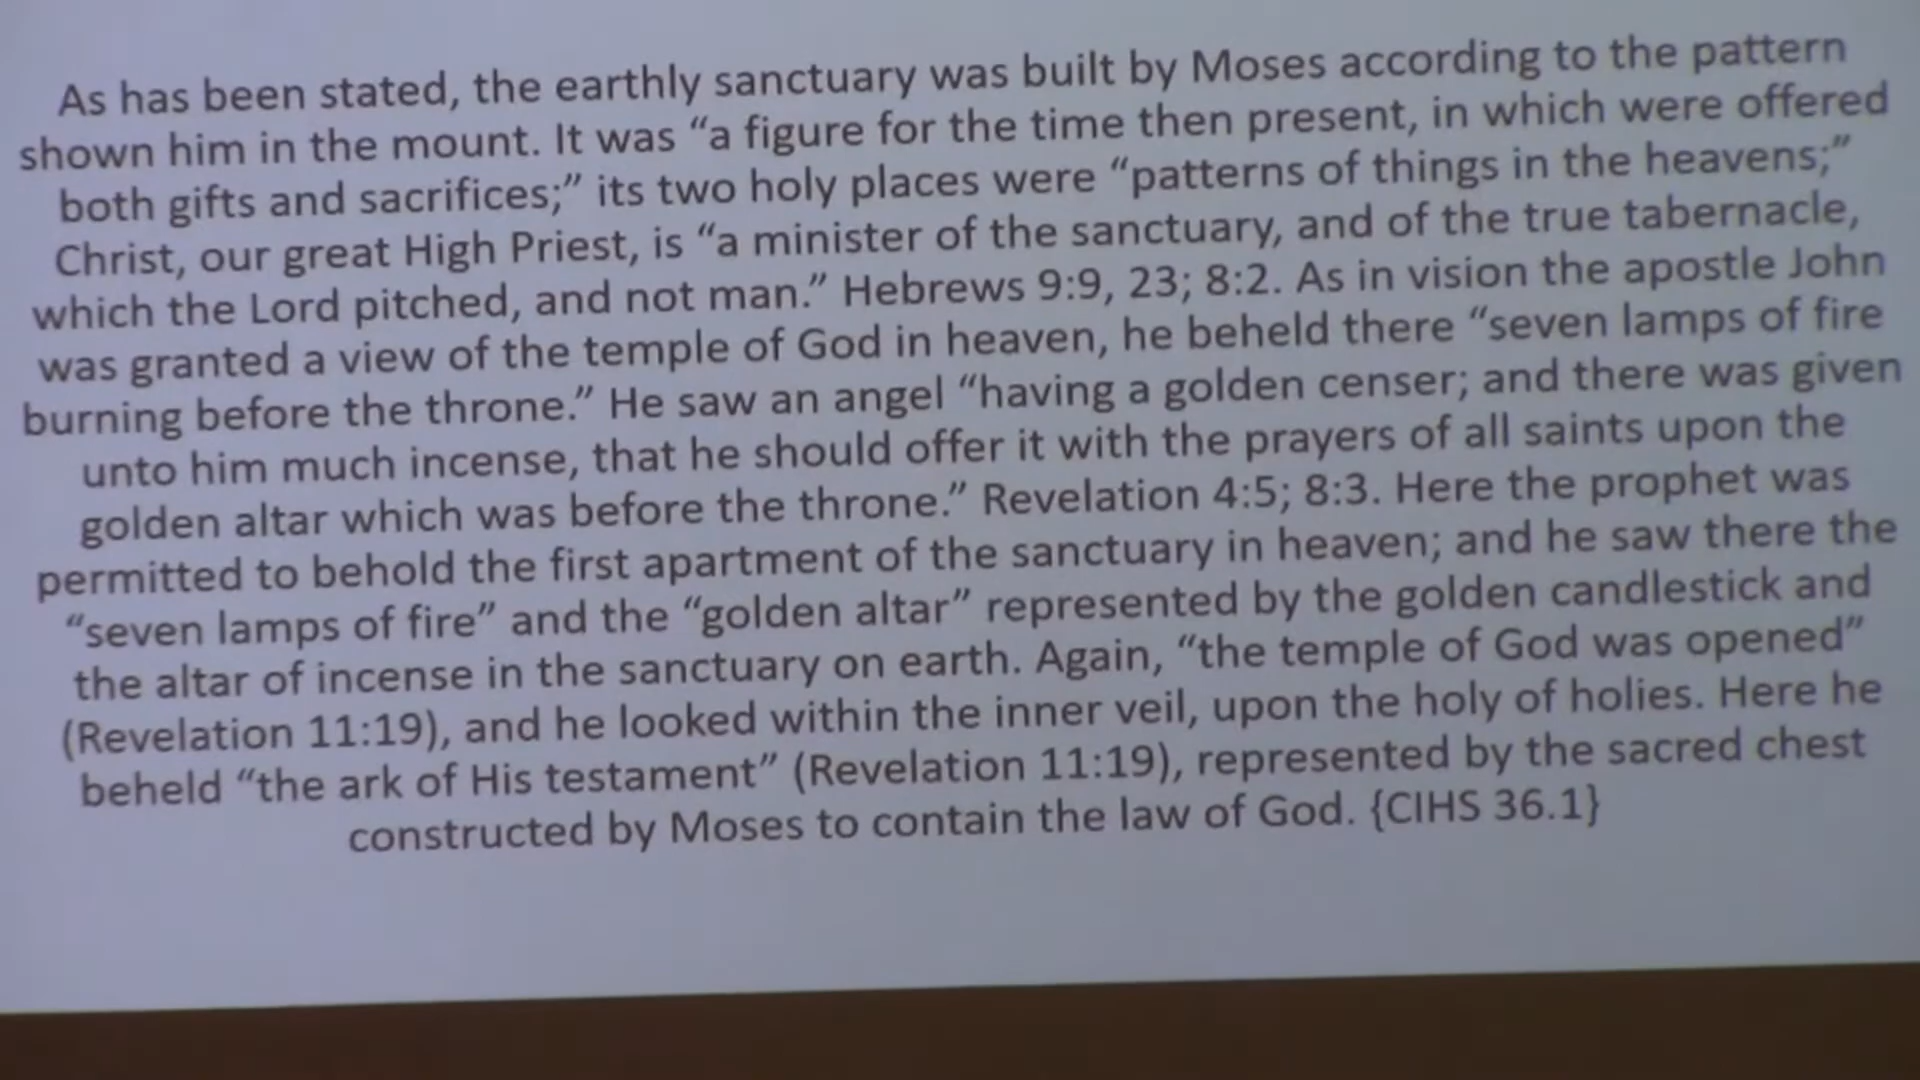 As has been stated, the earthly sanctuary was built by Moses according to the pattern
shown him in the mount. It was “a figure for the time then present, in which were offered
both gifts and sacrifices;” its two holy places were “patterns of things in the heavens;”
Christ, our great High Priest, is “a minister of the sanctuary, and of the true tabernacle,
which the Lord pitched, and not man.” Hebrews 9:9, 23; 8:2. As in vision the apostle John
was granted a view of the temple of God in heaven, he beheld there “seven lamps of fire
burning before the throne.” He saw an angel “having a golden censer; and there was given
unto him much incense, that he should offer it with the prayers of all saints upon the
golden altar which was before the throne.” Revelation 4:5; 8:3. Here the prophet was
permitted to behold the first apartment of the sanctuary in heaven; and he saw there the
“seven lamps of fire” and the “golden altar” represented by the golden candlestick and
the altar of incense in the sanctuary on earth. Again, “the temple of God was opened”
(Revelation 11:19), and he looked within the inner veil, upon the holy of holies. Here he
beheld “the ark of His testament” (Revelation 11:19), represented by the sacred chest
constructed by Moses to contain the law of God. {CIHS 36.1}